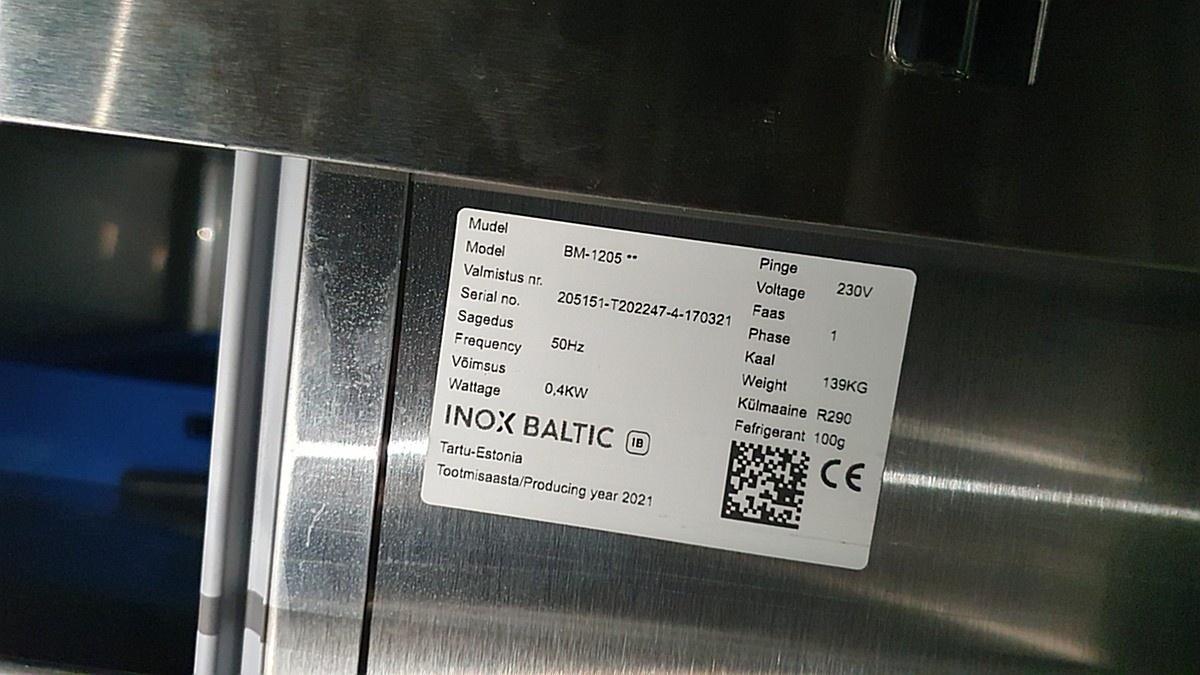 Mudel
Model BM-1205 **
Valmistus nr.
Serial no. 205151-T202247-4-170321
Sagedus
Frequency 50Hz
Võimsus
Wattage 0,4KW
INOX BALTIC IB
Tartu-Estonia
Tootmisaasta/Producing year 2021
Pinge
Voltage 230V
Faas
Phase 1
Kaal
Weight 139KG
Külmaaine R290
Fefrigerant 100g
CE